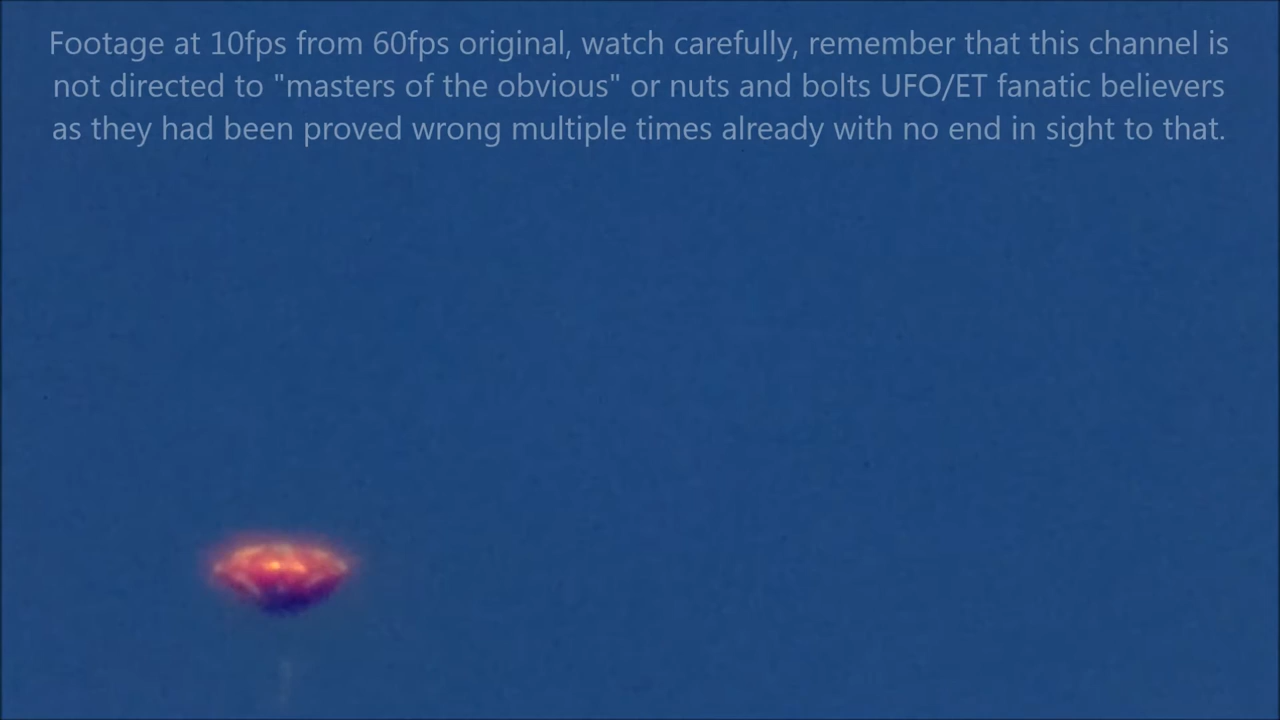 Footage at 10fps from 60fps original, watch carefully, remember that this channel is
not directed to "masters of the obvious" or nuts and bolts UFO/ET fanatic believers
as they had been proved wrong multiple times already with no end in sight to that.